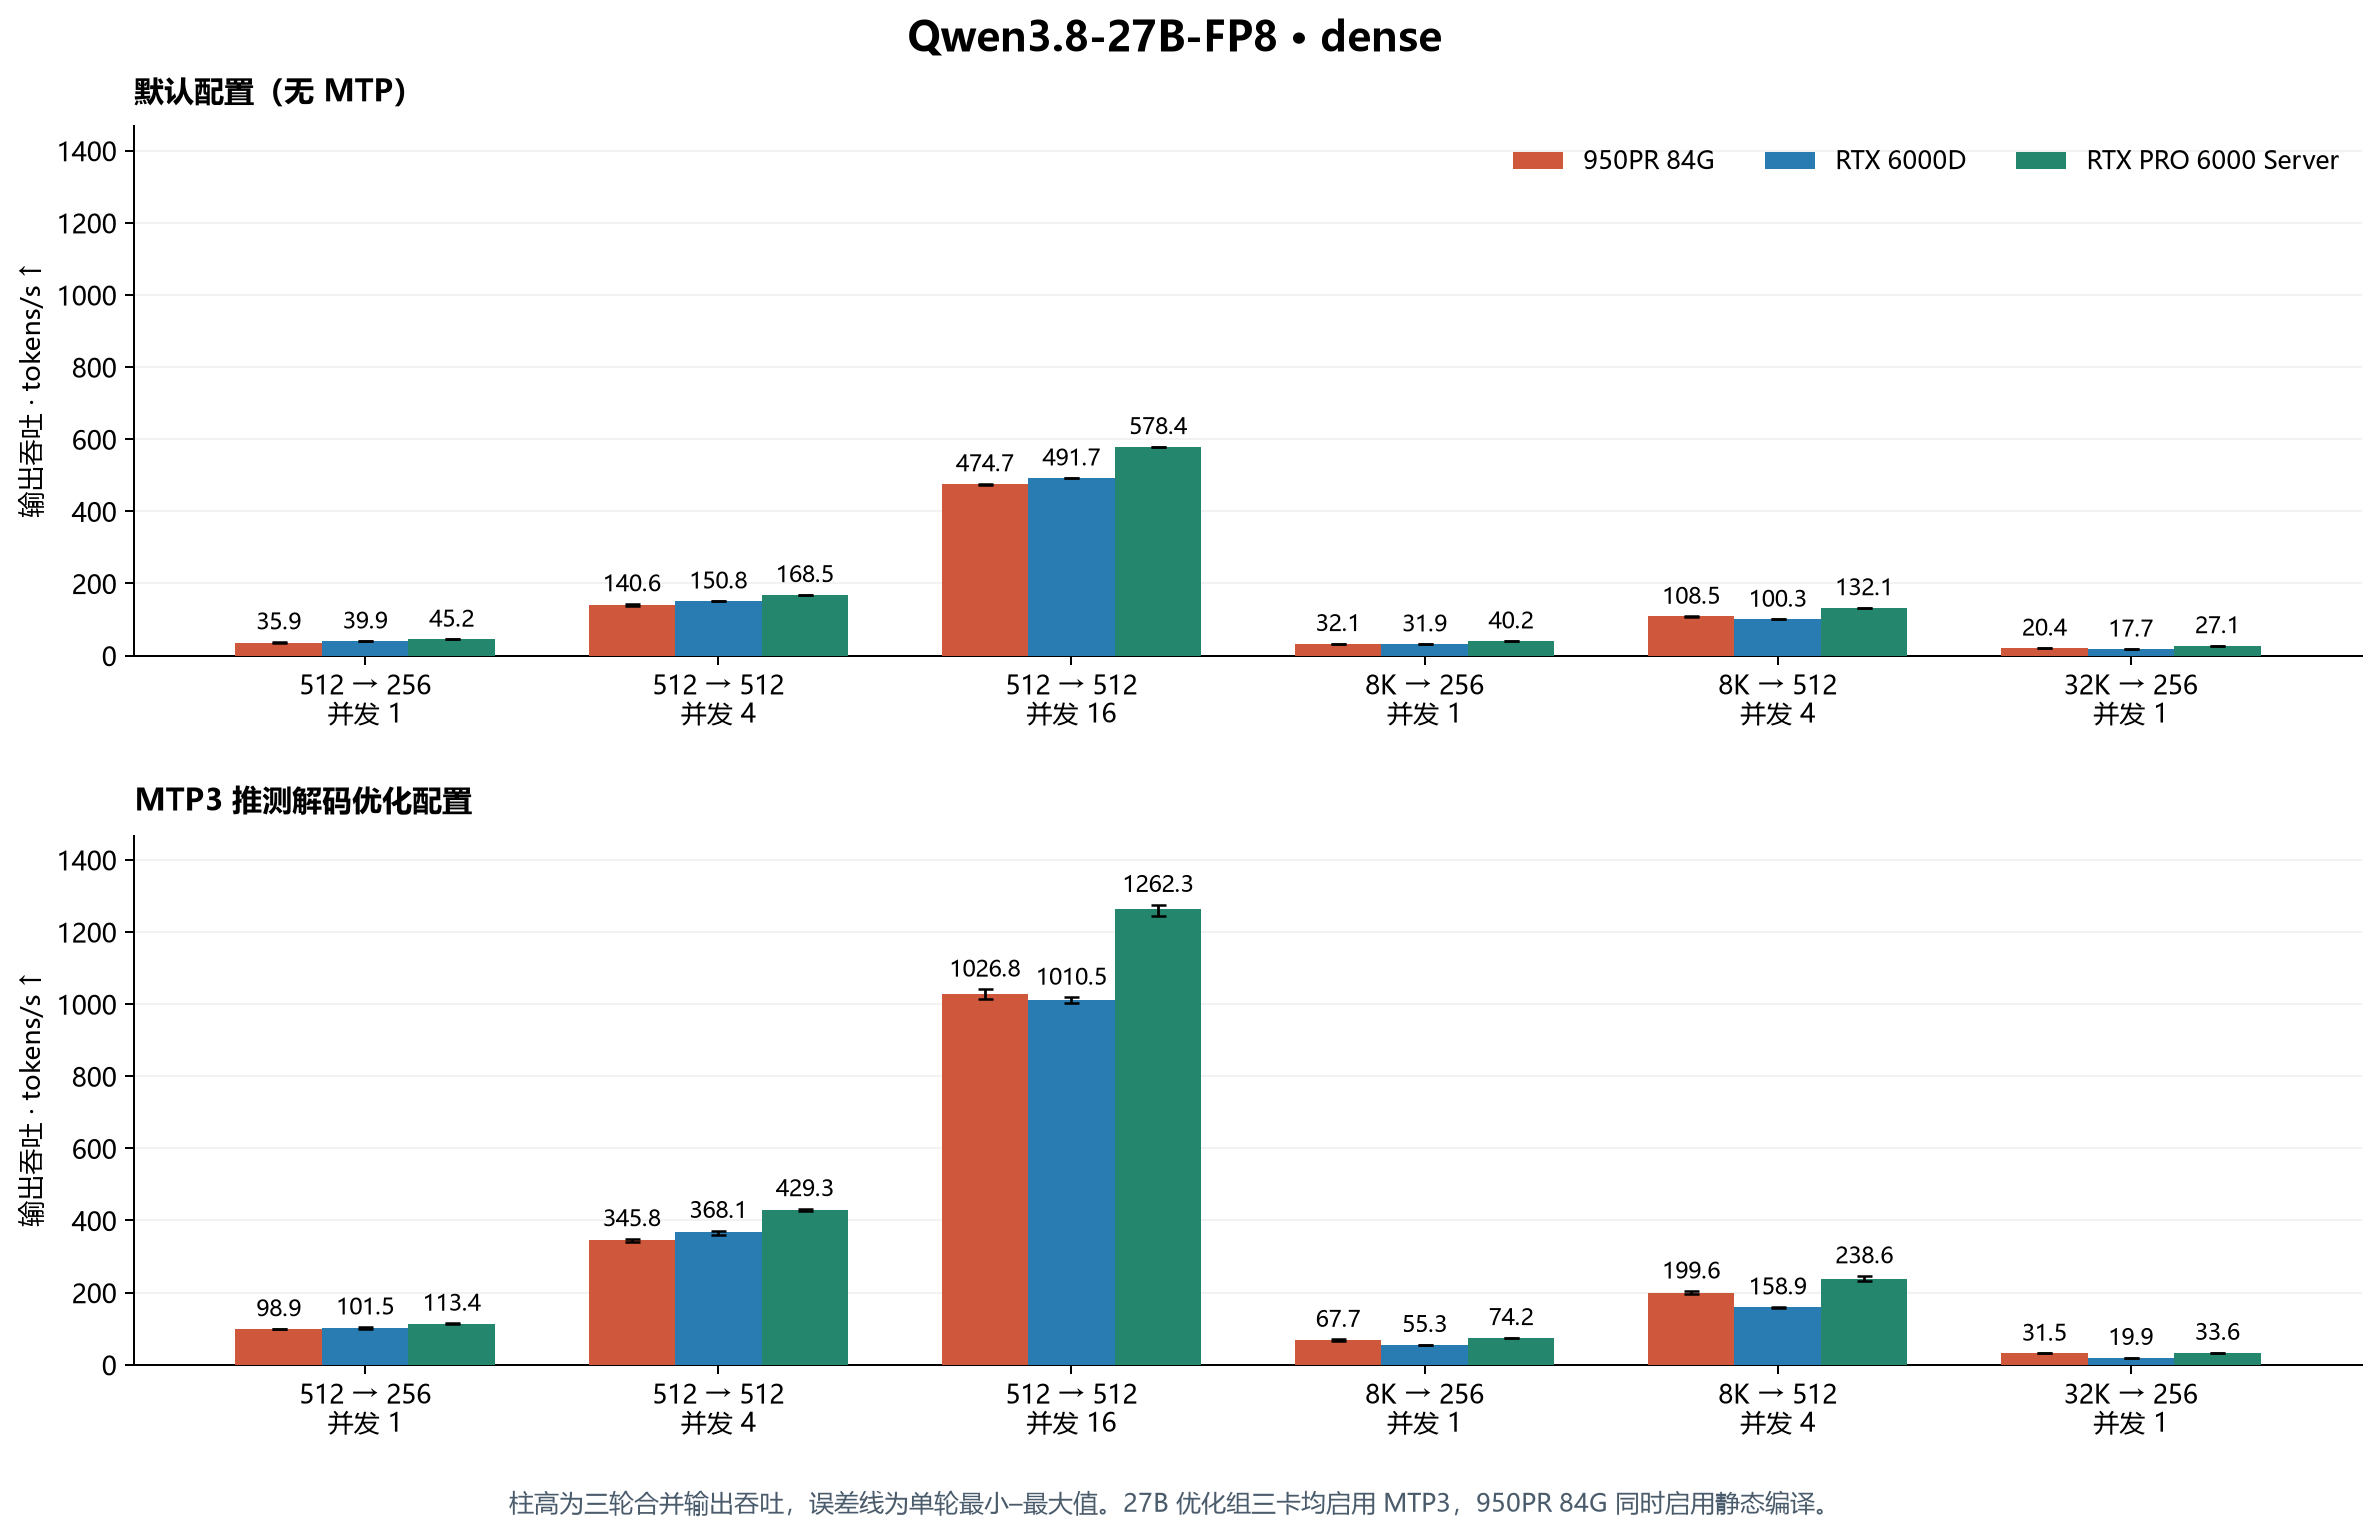 Qwen3.8-27B-FP8 • dense
默认配置（无 MTP）
950PR 84G RTX 6000D RTX PRO 6000 Server
输出吞吐 · tokens/s ↑
1400
1200
1000
800
600
400
200
0
35.9 39.9 45.2
140.6 150.8 168.5
474.7 491.7 578.4
32.1 31.9 40.2
108.5 100.3 132.1
20.4 17.7 27.1
512 → 256
并发 1
512 → 512
并发 4
512 → 512
并发 16
8K → 256
并发 1
8K → 512
并发 4
32K → 256
并发 1
MTP3 推测解码优化配置
输出吞吐 · tokens/s ↑
1400
1200
1000
800
600
400
200
0
98.9 101.5 113.4
345.8 368.1 429.3
1026.8 1010.5 1262.3
67.7 55.3 74.2
199.6 158.9 238.6
31.5 19.9 33.6
512 → 256
并发 1
512 → 512
并发 4
512 → 512
并发 16
8K → 256
并发 1
8K → 512
并发 4
32K → 256
并发 1
柱高为三轮合并输出吞吐，误差线为单轮最小–最大值。27B 优化组三卡均启用 MTP3，950PR 84G 同时启用静态编译。